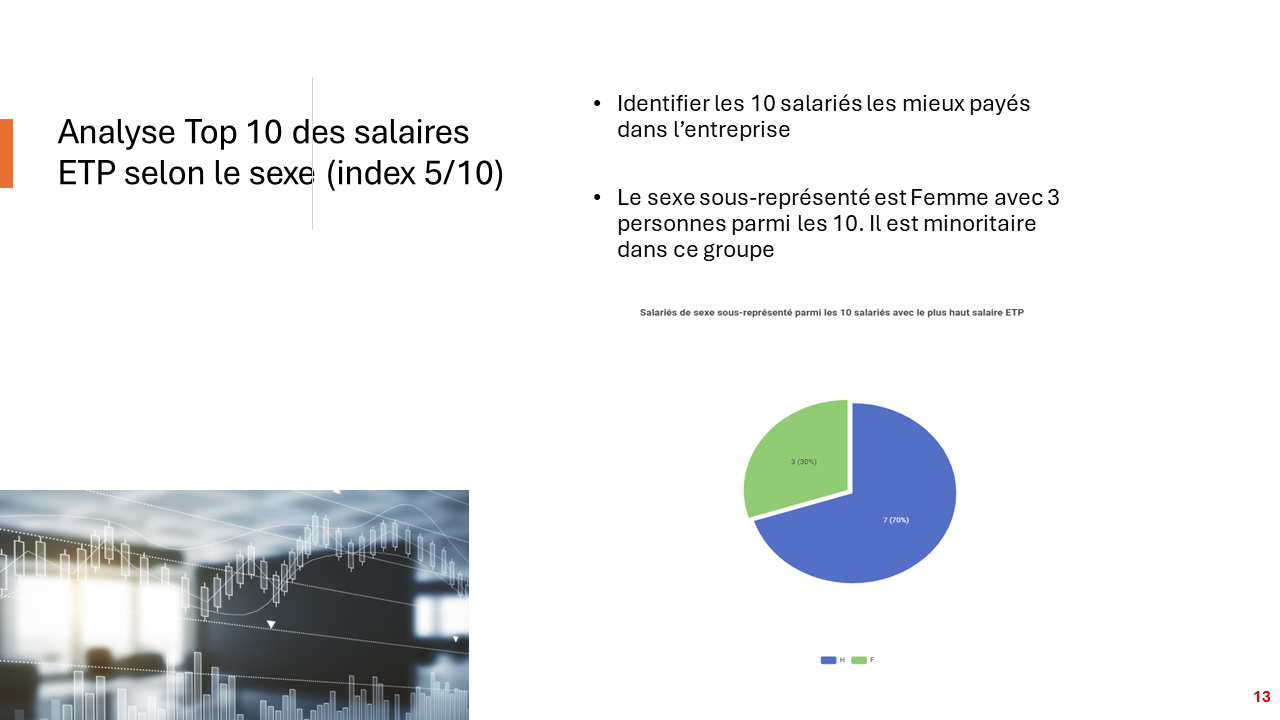 Analyse Top 10 des salaires
ETP selon le sexe (index 5/10)
• Identifier les 10 salariés les mieux payés
dans l’entreprise
• Le sexe sous-représenté est Femme avec 3
personnes parmi les 10. Il est minoritaire
dans ce groupe
Salariés de sexe sous-représenté parmi les 10 salariés avec le plus haut salaire ETP
3 (30%)
7 (70%)
H F
13